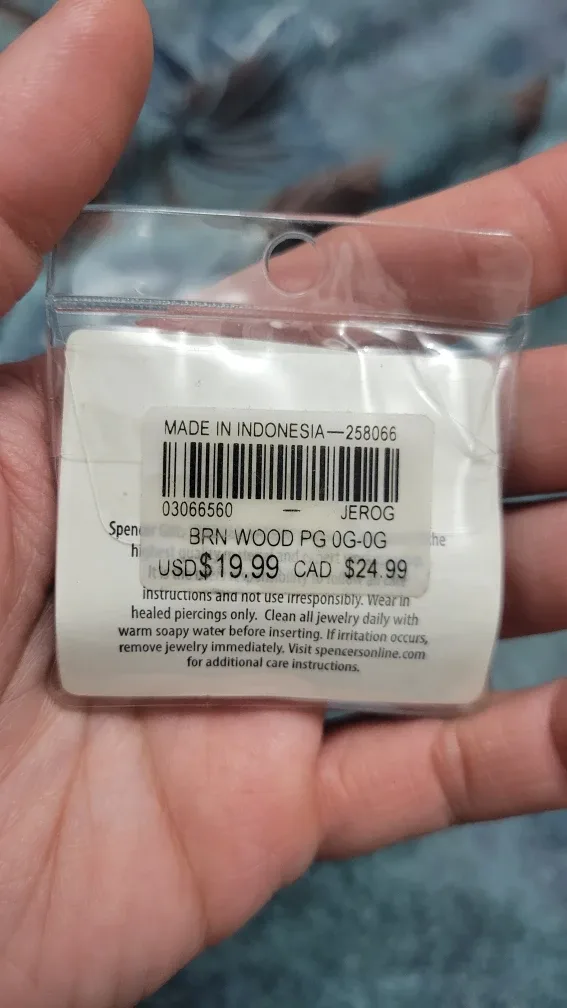 MADE IN INDONESIA—258066
03066560 — JEROG
BRN WOOD PG 0G-0G
USD $19.99 CAD $24.99
the
instructions and not use irresponsibly. Wear in
healed piercings only. Clean all jewelry daily with
warm soapy water before inserting. If irritation occurs,
remove jewelry immediately. Visit spencersonline.com
for additional care instructions.